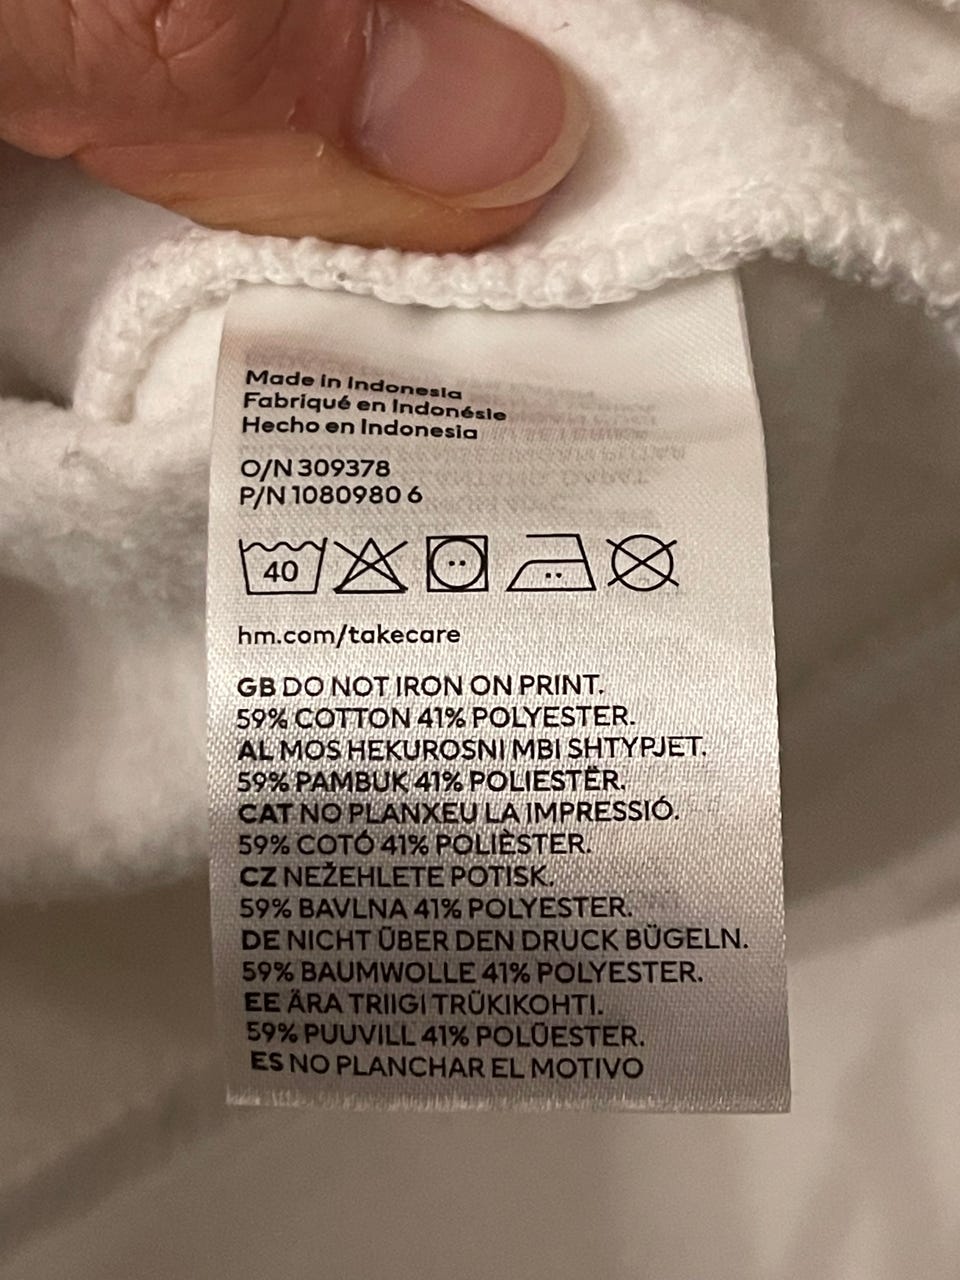 Made in Indonesia
Fabriqué en Indonésie
Hecho en Indonesia
O/N 309378
P/N 1080980 6
40
hm.com/takecare
GB DO NOT IRON ON PRINT.
59% COTTON 41% POLYESTER.
AL MOS HEKUROSNI MBI SHTYPJET.
59% PAMBUK 41% POLIESTËR.
CAT NO PLANXEU LA IMPRESSIÓ.
59% COTÓ 41% POLIÈSTER.
CZ NEŽEHLETE POTISK.
59% BAVLNA 41% POLYESTER.
DE NICHT ÜBER DEN DRUCK BÜGELN.
59% BAUMWOLLE 41% POLYESTER.
EE ÄRA TRIIGI TRÜKIKOHTI.
59% PUUVILL 41% POLÜESTER.
ES NO PLANCHAR EL MOTIVO